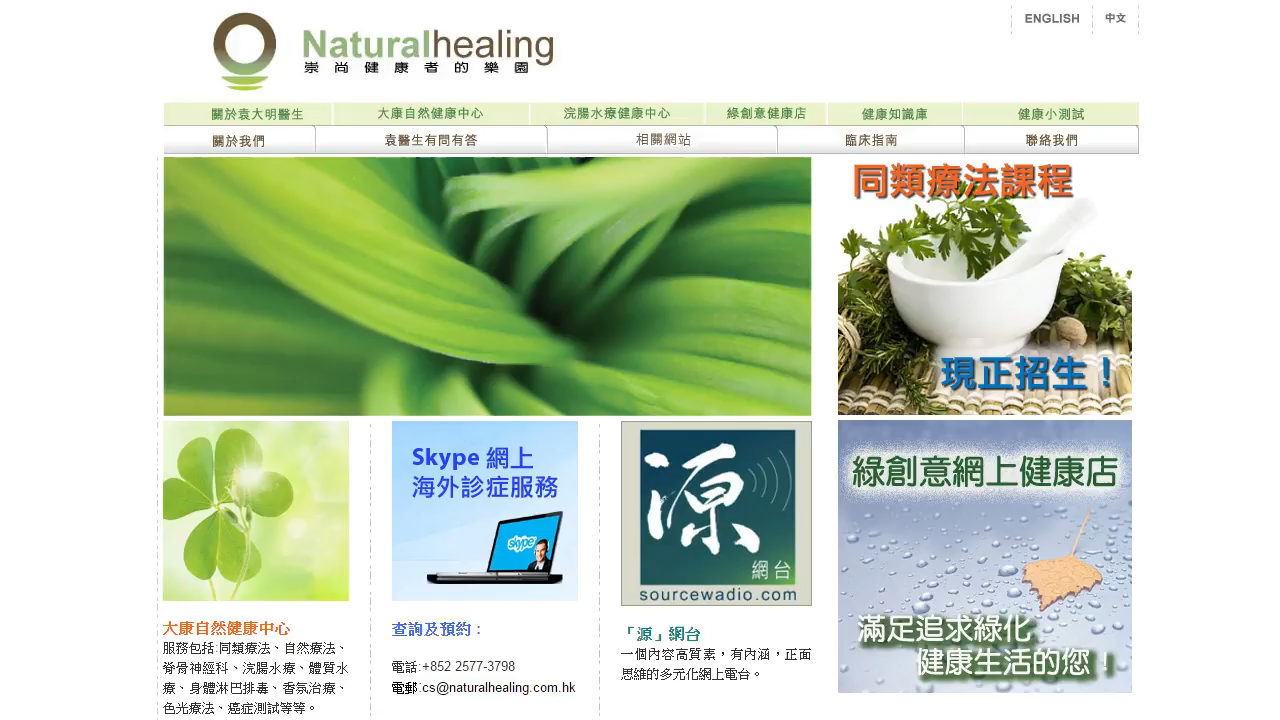 ENGLISH 中文
Naturalhealing
崇尚健康者的樂園
關於袁大明醫生 大康自然健康中心 浣腸水療健康中心 綠創意健康店 健康知識庫 健康小測試
關於我們 袁醫生有問有答 相關網站 臨床指南 聯絡我們
同類療法課程
現正招生！
Skype 網上
海外診症服務
skype
源
網台
sourcewadio.com
綠創意網上健康店
滿足追求綠化
健康生活的您！
大康自然健康中心
服務包括:同類療法、自然療法、
脊骨神經科、浣腸水療、體質水
療、身體淋巴排毒、香氛治療、
色光療法、癌症測試等等。
查詢及預約：
電話:+852 2577-3798
電郵:cs@naturalhealing.com.hk
「源」網台
一個內容高質素，有內涵，正面
思維的多元化網上電台。